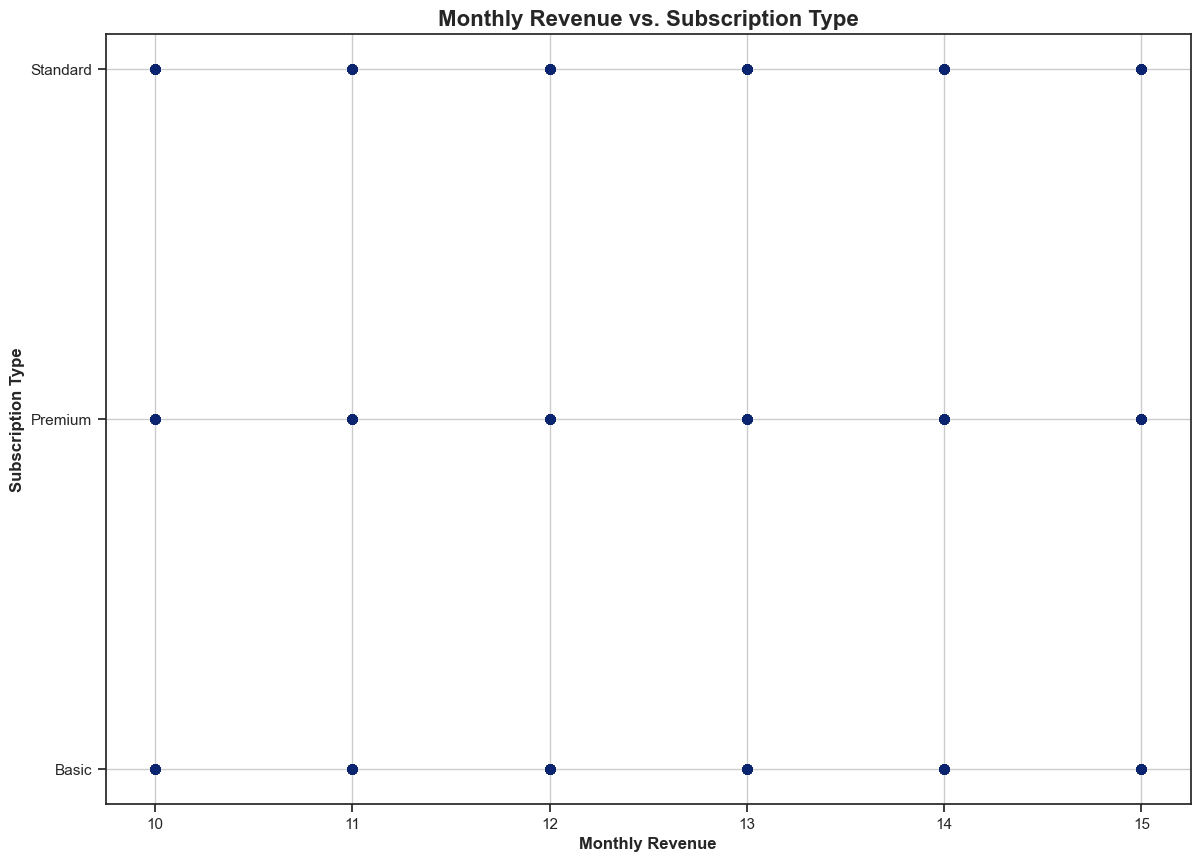 Monthly Revenue vs. Subscription Type
Standard
Premium
Basic
Subscription Type
10 11 12 13 14 15
Monthly Revenue